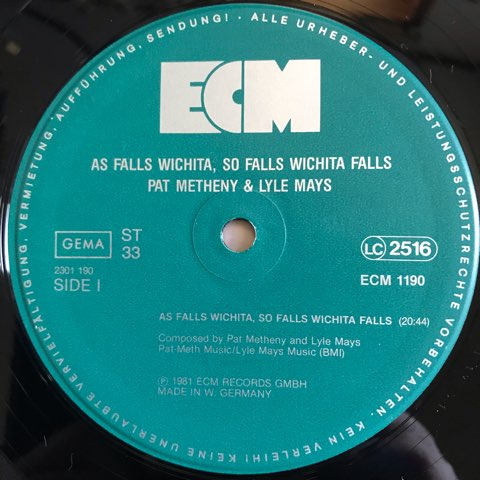 ALLE URHEBER- UND LEISTUNGSSCHUTZRECHTE VORBEHALTEN. KEIN VERLEIH! KEINE UNERLAUBTE VERVIELFÄLTIGUNG, VERMIETUNG, AUFFÜHRUNG, SENDUNG! ·
ECM
AS FALLS WICHITA, SO FALLS WICHITA FALLS
PAT METHENY & LYLE MAYS
GEMA
ST
33
LC 2516
2301 190
SIDE I
ECM 1190
AS FALLS WICHITA, SO FALLS WICHITA FALLS (20:44)
Composed by Pat Metheny and Lyle Mays
Pat-Meth Music/Lyle Mays Music (BMI)
℗ 1981 ECM RECORDS GMBH
MADE IN W. GERMANY